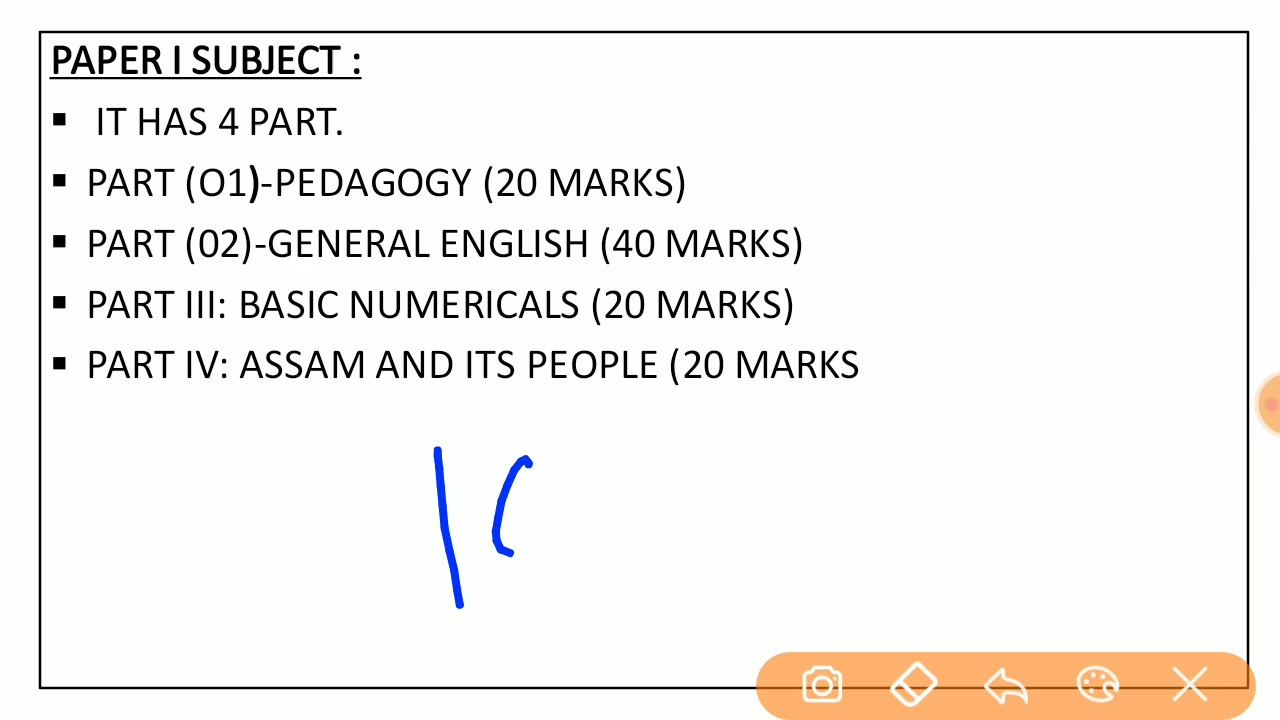 PAPER I SUBJECT :
▪ IT HAS 4 PART.
▪ PART (O1)-PEDAGOGY (20 MARKS)
▪ PART (02)-GENERAL ENGLISH (40 MARKS)
▪ PART III: BASIC NUMERICALS (20 MARKS)
▪ PART IV: ASSAM AND ITS PEOPLE (20 MARKS